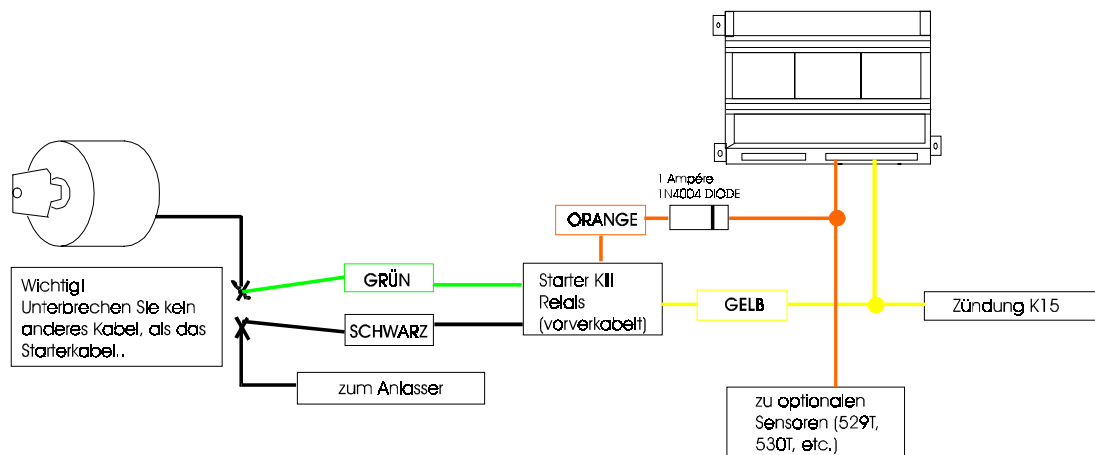 1 Ampére
1N4004 DIODE
ORANGE
Wichtig!
Unterbrechen Sie kein
anderes Kabel, als das
Starterkabel..
GRÜN
SCHWARZ
Starter Kill
Relais
(vorverkabelt)
GELB
Zündung K15
zum Anlasser
zu optionalen
Sensoren (529T,
530T, etc.)